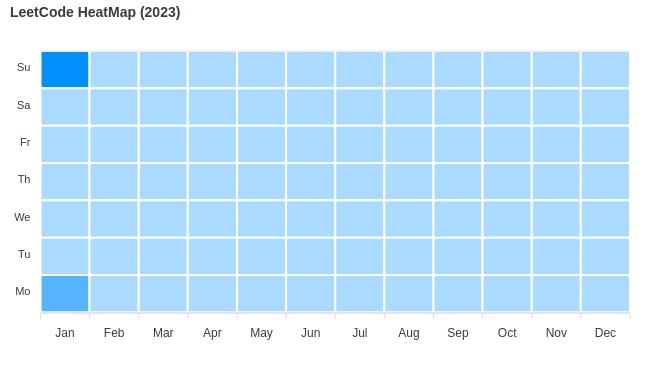 LeetCode HeatMap (2023)
Su
Sa
Fr
Th
We
Tu
Mo
Jan Feb Mar Apr May Jun Jul Aug Sep Oct Nov Dec